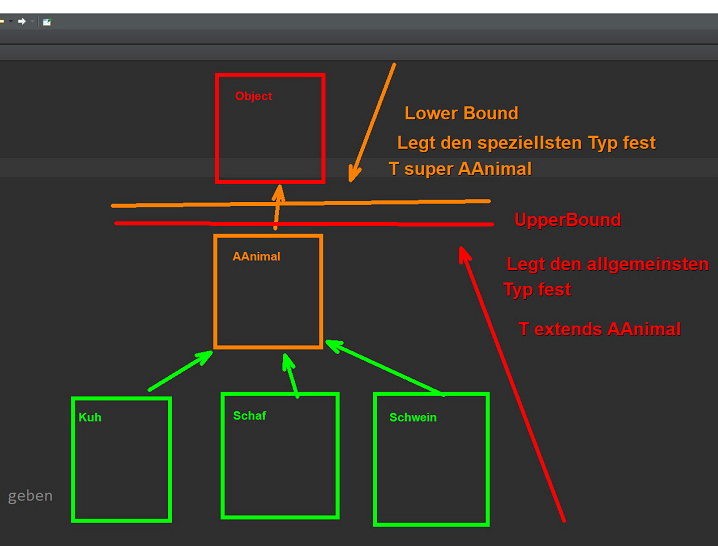 Object
Lower Bound
Legt den speziellsten Typ fest
T super AAnimal
UpperBound
AAnimal
Legt den allgemeinsten
Typ fest
T extends AAnimal
Kuh
Schaf
Schwein
geben